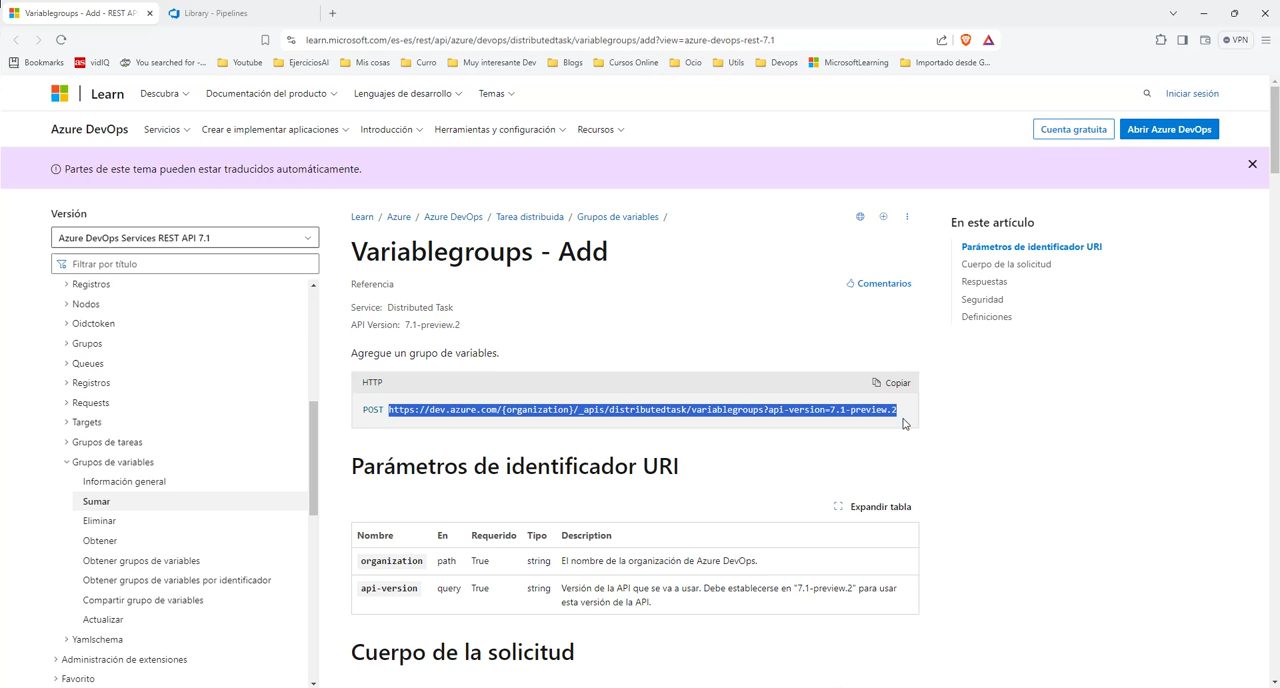 Variablegroups - Add - REST AP
Library - Pipelines
learn.microsoft.com/es-es/rest/api/azure/devops/distributedtask/variablegroups/add?view=azure-devops-rest-7.1
VPN
Bookmarks
vidIQ
You searched for -...
Youtube
EjerciciosAI
Mis cosas
Curro
Muy interesante Dev
Blogs
Cursos Online
Ocio
Utils
Devops
MicrosoftLearning
Importado desde G...
Learn
Descubra
Documentación del producto
Lenguajes de desarrollo
Temas
Iniciar sesión
Azure DevOps
Servicios
Crear e implementar aplicaciones
Introducción
Herramientas y configuración
Recursos
Cuenta gratuita
Abrir Azure DevOps
Partes de este tema pueden estar traducidos automáticamente.
Versión
Azure DevOps Services REST API 7.1
Filtrar por título
Registros
Nodos
Oidctoken
Grupos
Queues
Registros
Requests
Targets
Grupos de tareas
Grupos de variables
Información general
Sumar
Eliminar
Obtener
Obtener grupos de variables
Obtener grupos de variables por identificador
Compartir grupo de variables
Actualizar
Yamlschema
Administración de extensiones
Favorito
Learn / Azure / Azure DevOps / Tarea distribuida / Grupos de variables /
Variablegroups - Add
Referencia
Comentarios
Service: Distributed Task
API Version: 7.1-preview.2
Agregue un grupo de variables.
HTTP
Copiar
POST https://dev.azure.com/{organization}/_apis/distributedtask/variablegroups?api-version=7.1-preview.2
Parámetros de identificador URI
Expandir tabla
Nombre En Requerido Tipo Description
organization path True string El nombre de la organización de Azure DevOps.
api-version query True string Versión de la API que se va a usar. Debe establecerse en "7.1-preview.2" para usar
esta versión de la API.
Cuerpo de la solicitud
En este artículo
Parámetros de identificador URI
Cuerpo de la solicitud
Respuestas
Seguridad
Definiciones